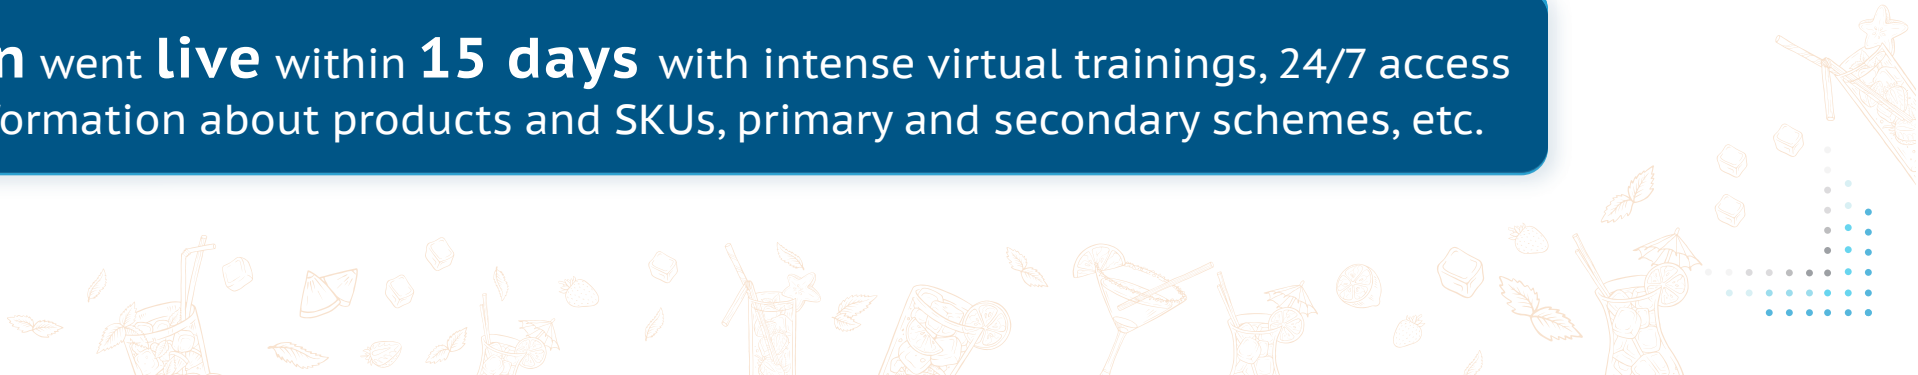 n went live within 15 days with intense virtual trainings, 24/7 access
ormation about products and SKUs, primary and secondary schemes, etc.